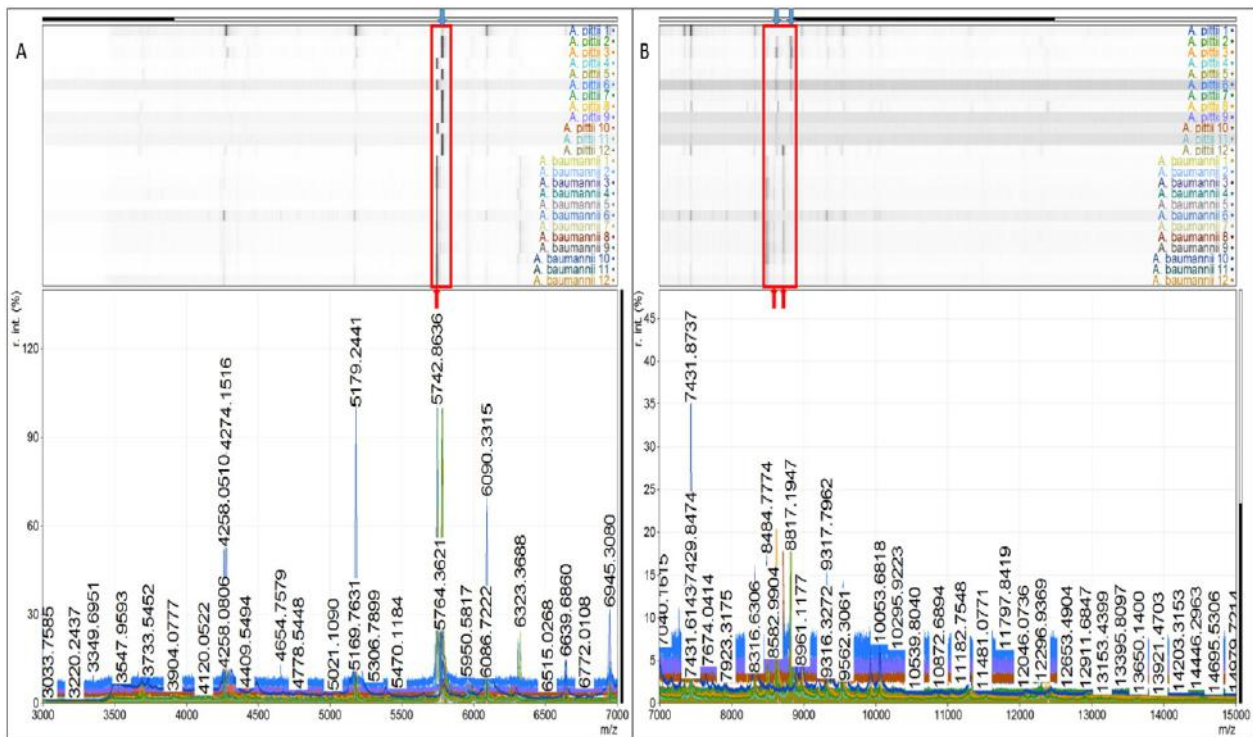 A
A. pittii 1
A. pittii 2
A. pittii 3
A. pittii 4
A. pittii 5
A. pittii 6
A. pittii 7
A. pittii 8
A. pittii 9
A. pittii 10
A. pittii 11
A. pittii 12
A. baumannii 1
A. baumannii 2
A. baumannii 3
A. baumannii 4
A. baumannii 5
A. baumannii 6
A. baumannii 7
A. baumannii 8
A. baumannii 9
A. baumannii 10
A. baumannii 11
A. baumannii 12
r. int. (%)
120
90
60
30
0
3033.7585
3220.2437
3349.6951
3547.9593
3733.5452
3904.0777
4120.0522
4258.0806
4258.0510
4274.1516
4409.5494
4654.7579
4778.5448
5021.1090
5179.2441
5169.7631
5306.7899
5470.1184
5742.8636
5764.3621
5950.5817
6090.3315
6086.7222
6323.3688
6515.0268
6639.6860
6772.0108
6945.3080
3000
3500
4000
4500
5000
5500
6000
6500
7000
m/z
B
A. pittii 1
A. pittii 2
A. pittii 3
A. pittii 4
A. pittii 5
A. pittii 6
A. pittii 7
A. pittii 8
A. pittii 9
A. pittii 10
A. pittii 11
A. pittii 12
A. baumannii 1
A. baumannii 2
A. baumannii 3
A. baumannii 4
A. baumannii 5
A. baumannii 6
A. baumannii 7
A. baumannii 8
A. baumannii 9
A. baumannii 10
A. baumannii 11
A. baumannii 12
r. int. (%)
45
40
35
30
25
20
15
10
5
0
7040.1615
7431.8737
7431.6143
7429.8474
7674.0414
7923.3175
8316.6306
8484.7774
8582.9904
8817.1947
8961.1177
9317.7962
9316.3272
9562.3061
10053.6818
10295.9223
10539.8040
10872.6894
11182.7548
11481.0771
11797.8419
12046.0736
12296.9369
12653.4904
12911.6847
13153.4399
13395.8097
13650.1400
13921.4703
14203.3153
14446.2963
14695.5306
14979.7214
7000
8000
9000
10000
11000
12000
13000
14000
15000
m/z